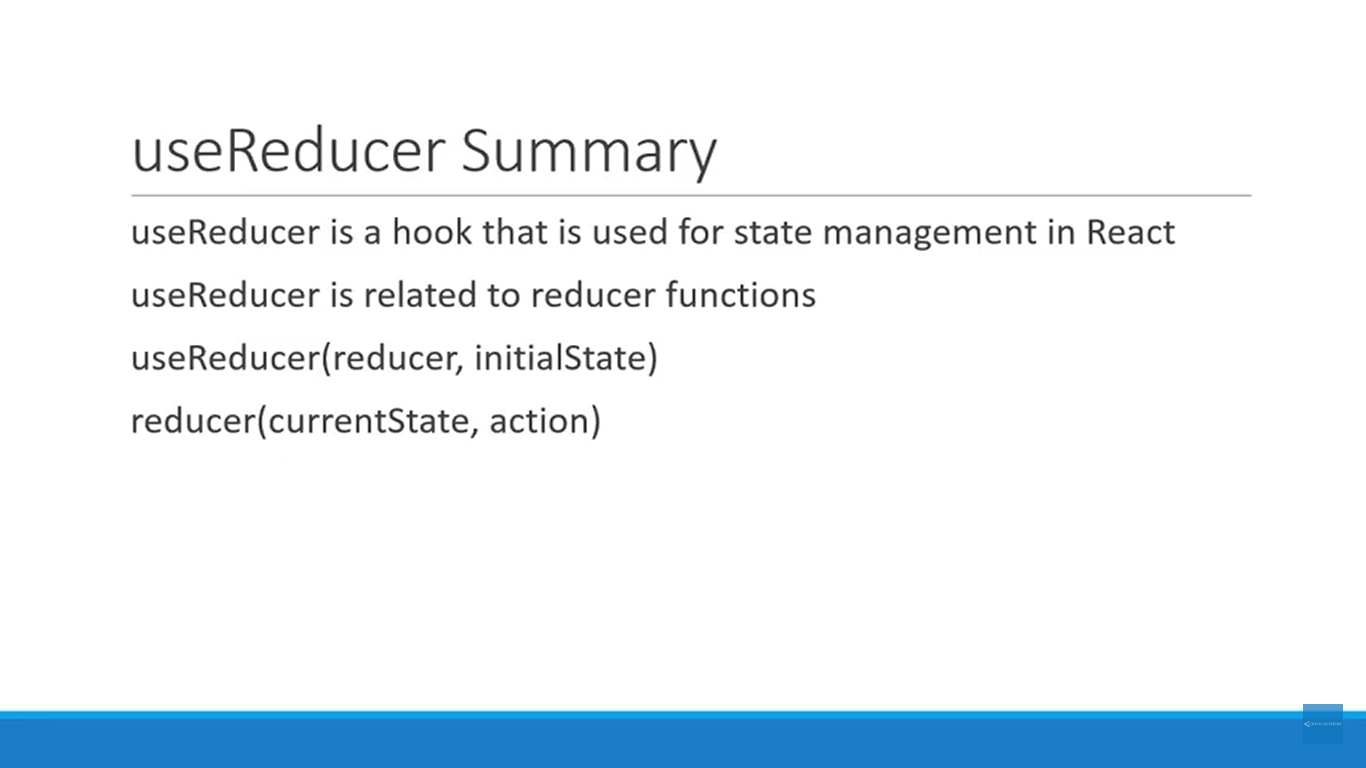 useReducer Summary
useReducer is a hook that is used for state management in React
useReducer is related to reducer functions
useReducer(reducer, initialState)
reducer(currentState, action)